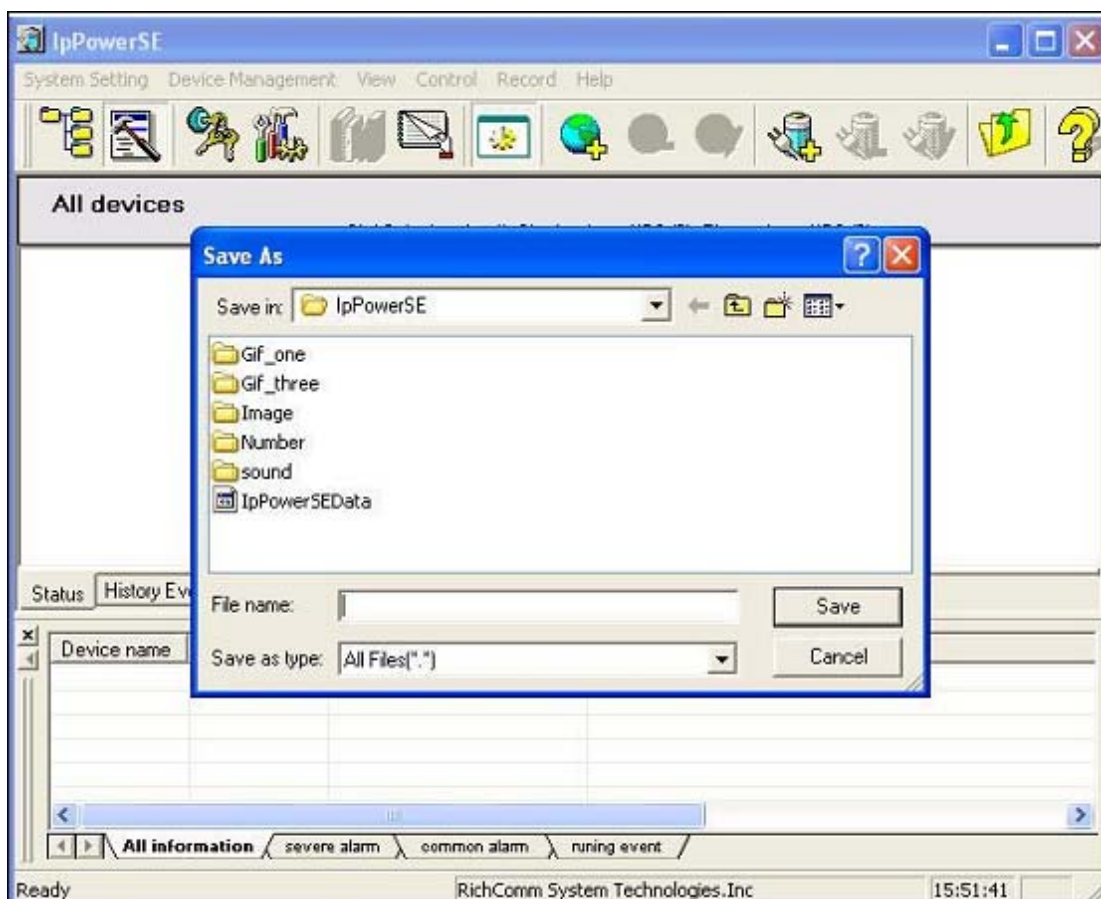 IpPowerSE
System Setting Device Management View Control Record Help
All devices
Save As
Save in: IpPowerSE
Gif_one
Gif_three
Image
Number
sound
IpPowerSEData
File name: Save
Save as type: All Files(".") Cancel
Status History Ev
Device name
All information severe alarm common alarm runing event
Ready RichComm System Technologies.Inc 15:51:41